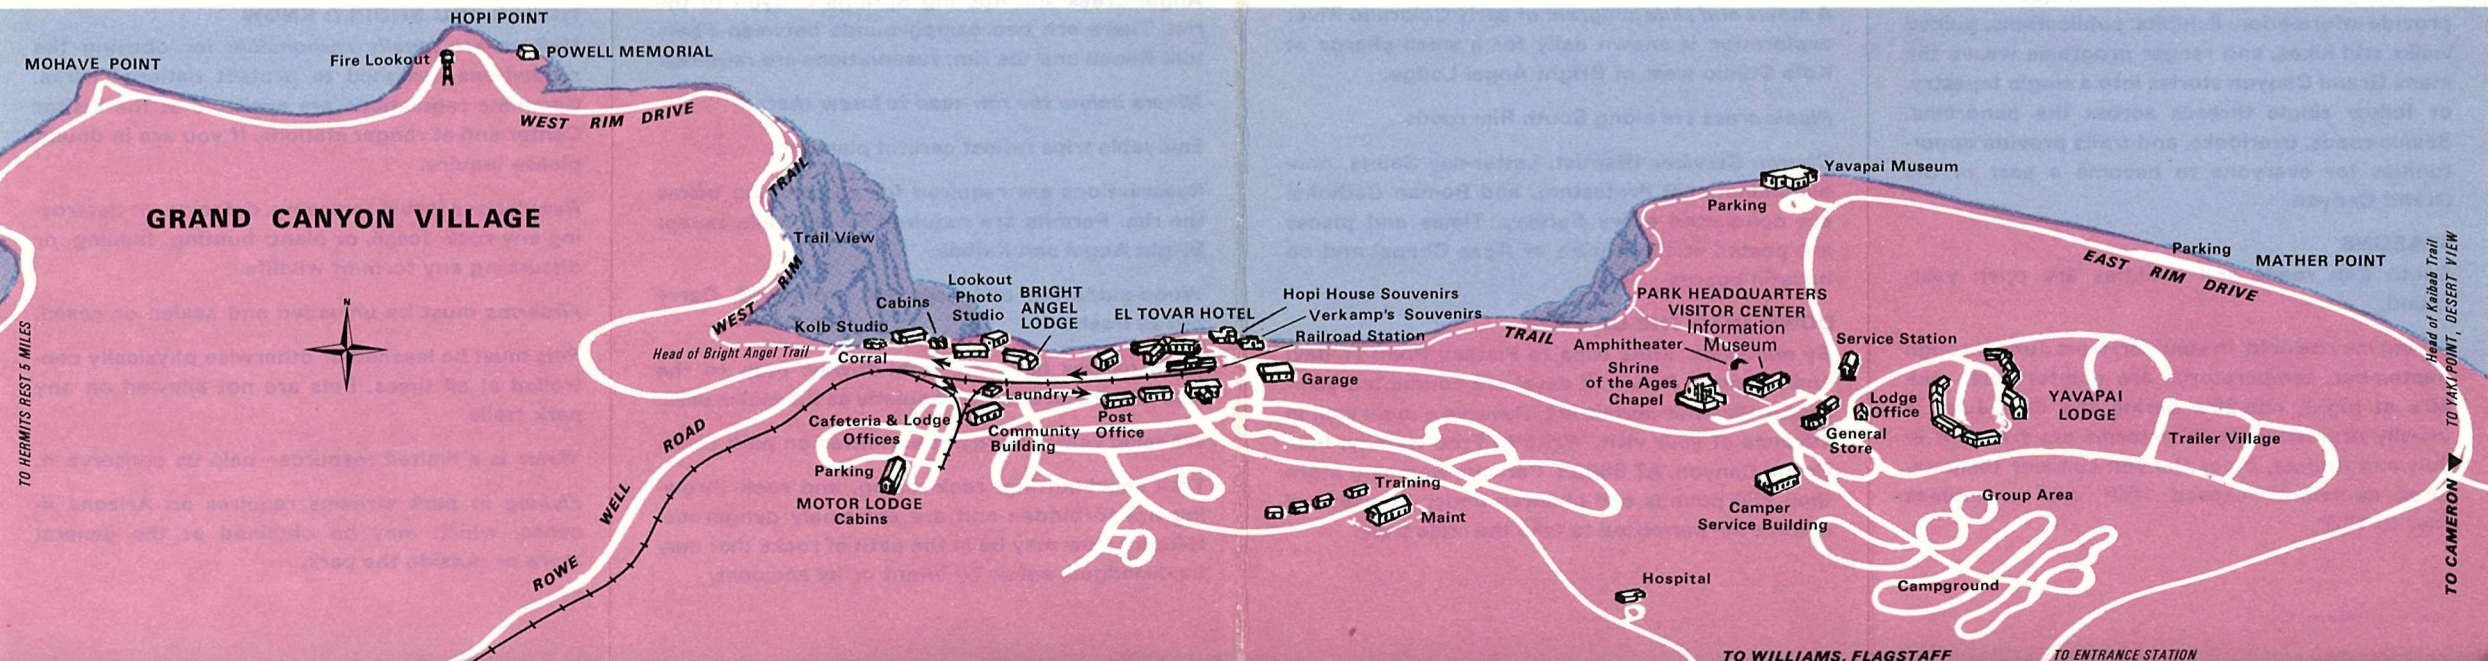 HOPI POINT
POWELL MEMORIAL
Fire Lookout
MOHAVE POINT
WEST RIM DRIVE
TRAIL
GRAND CANYON VILLAGE
Trail View
WEST RIM
N
TO HERMITS REST 5 MILES
Head of Bright Angel Trail
Kolb Studio
Corral
Cabins
Lookout
Photo
Studio
BRIGHT
ANGEL
LODGE
EL TOVAR HOTEL
Hopi House Souvenirs
Verkamp's Souvenirs
Railroad Station
Garage
Laundry
Post
Office
Community
Building
Cafeteria & Lodge
Offices
Parking
MOTOR LODGE
Cabins
ROWE WELL ROAD
TRAIL
Training
Maint
Hospital
Yavapai Museum
Parking
Parking
EAST RIM DRIVE
MATHER POINT
PARK HEADQUARTERS
VISITOR CENTER
Information
Museum
Amphitheater
Shrine
of the Ages
Chapel
Service Station
Lodge
Office
General
Store
YAVAPAI
LODGE
Trailer Village
Camper
Service Building
Group Area
Campground
Head of Kaibab Trail
TO YAKI POINT, DESERT VIEW
TO CAMERON
TO WILLIAMS, FLAGSTAFF
TO ENTRANCE STATION